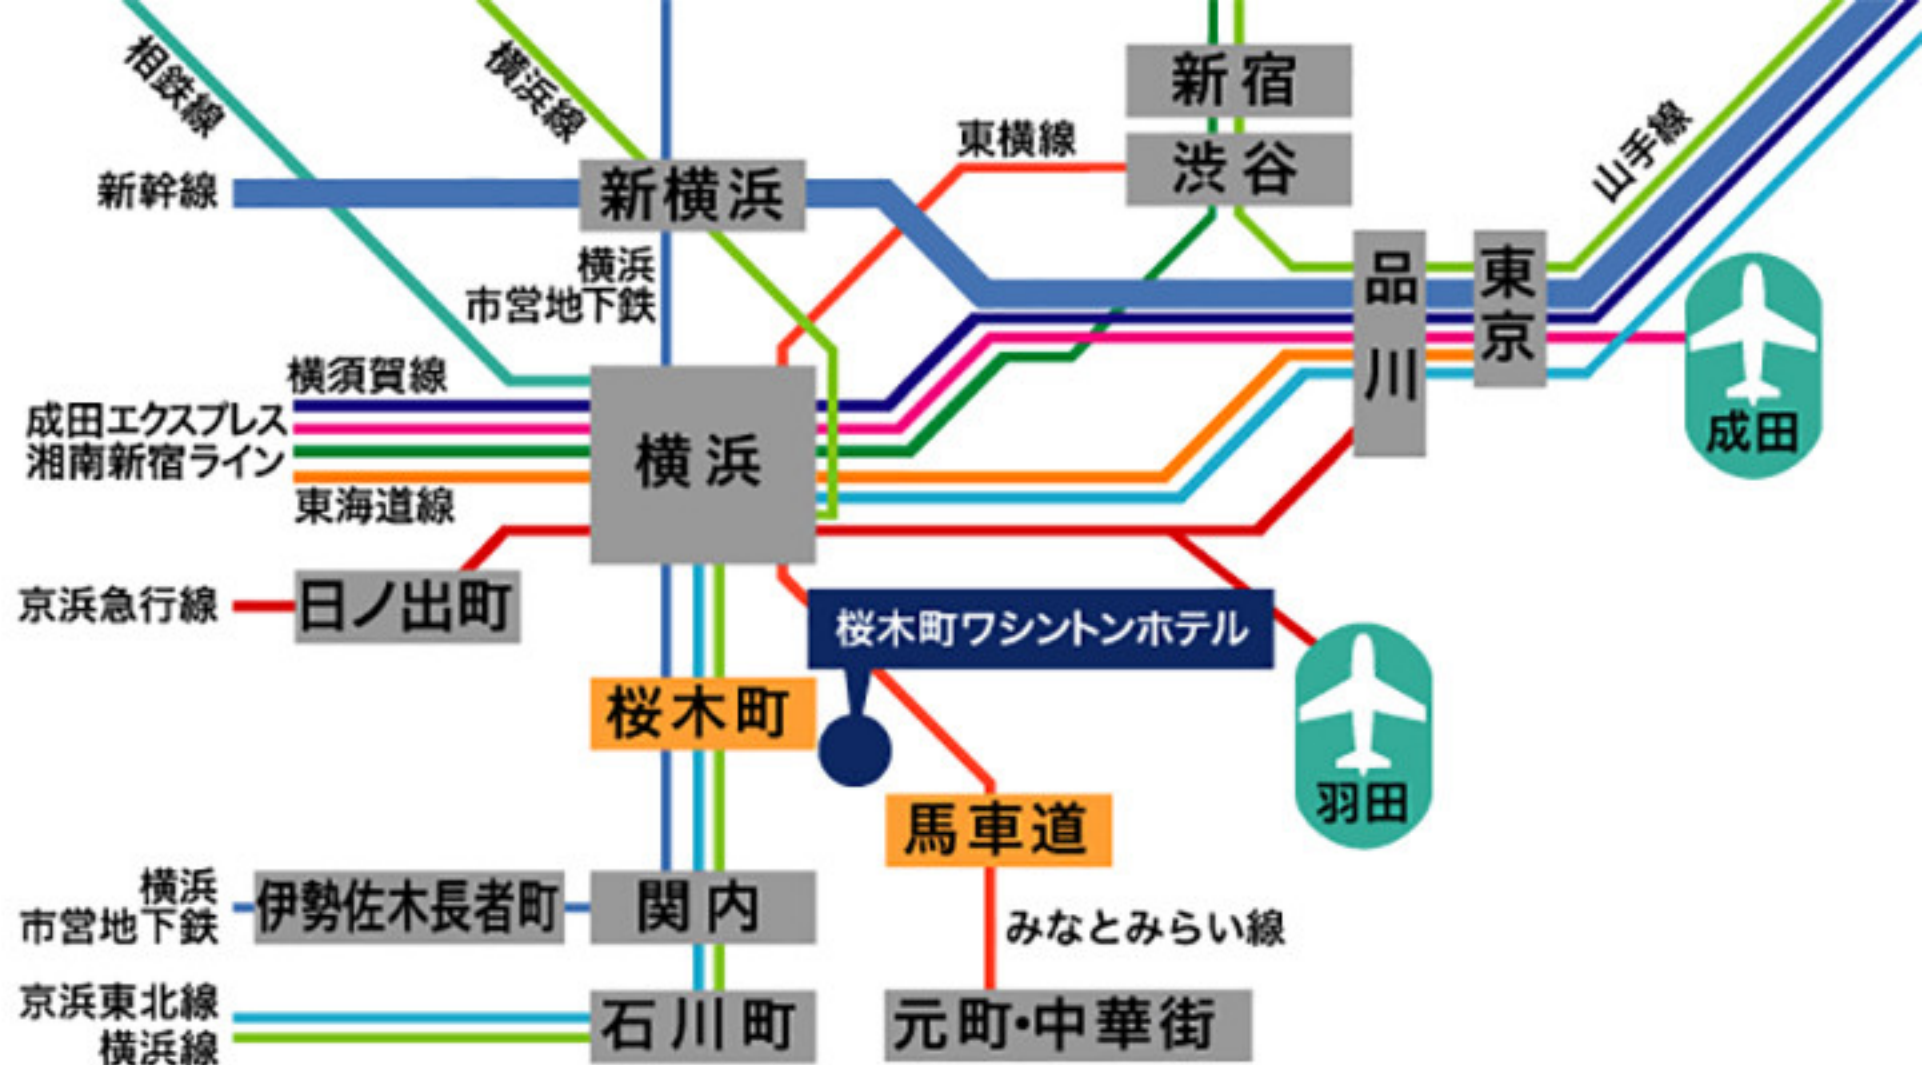 相鉄線
横浜線
新宿
東横線
渋谷
山手線
新幹線
新横浜
横浜
市営地下鉄
品川
東京
横須賀線
成田エクスプレス
湘南新宿ライン
東海道線
横浜
成田
京浜急行線
日ノ出町
桜木町ワシントンホテル
桜木町
羽田
馬車道
横浜
市営地下鉄
伊勢佐木長者町
関内
みなとみらい線
京浜東北線
横浜線
石川町
元町・中華街